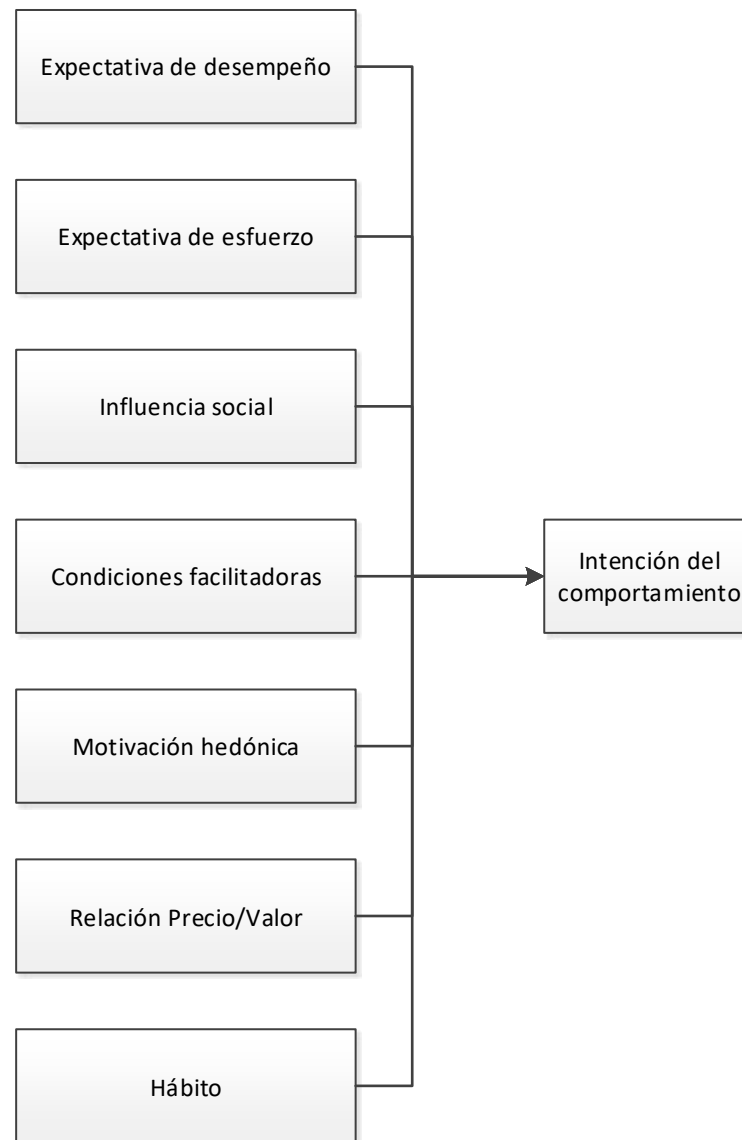 Expectativa de desempeño
Expectativa de esfuerzo
Influencia social
Condiciones facilitadoras
Intención del
comportamiento
Motivación hedónica
Relación Precio/Valor
Hábito